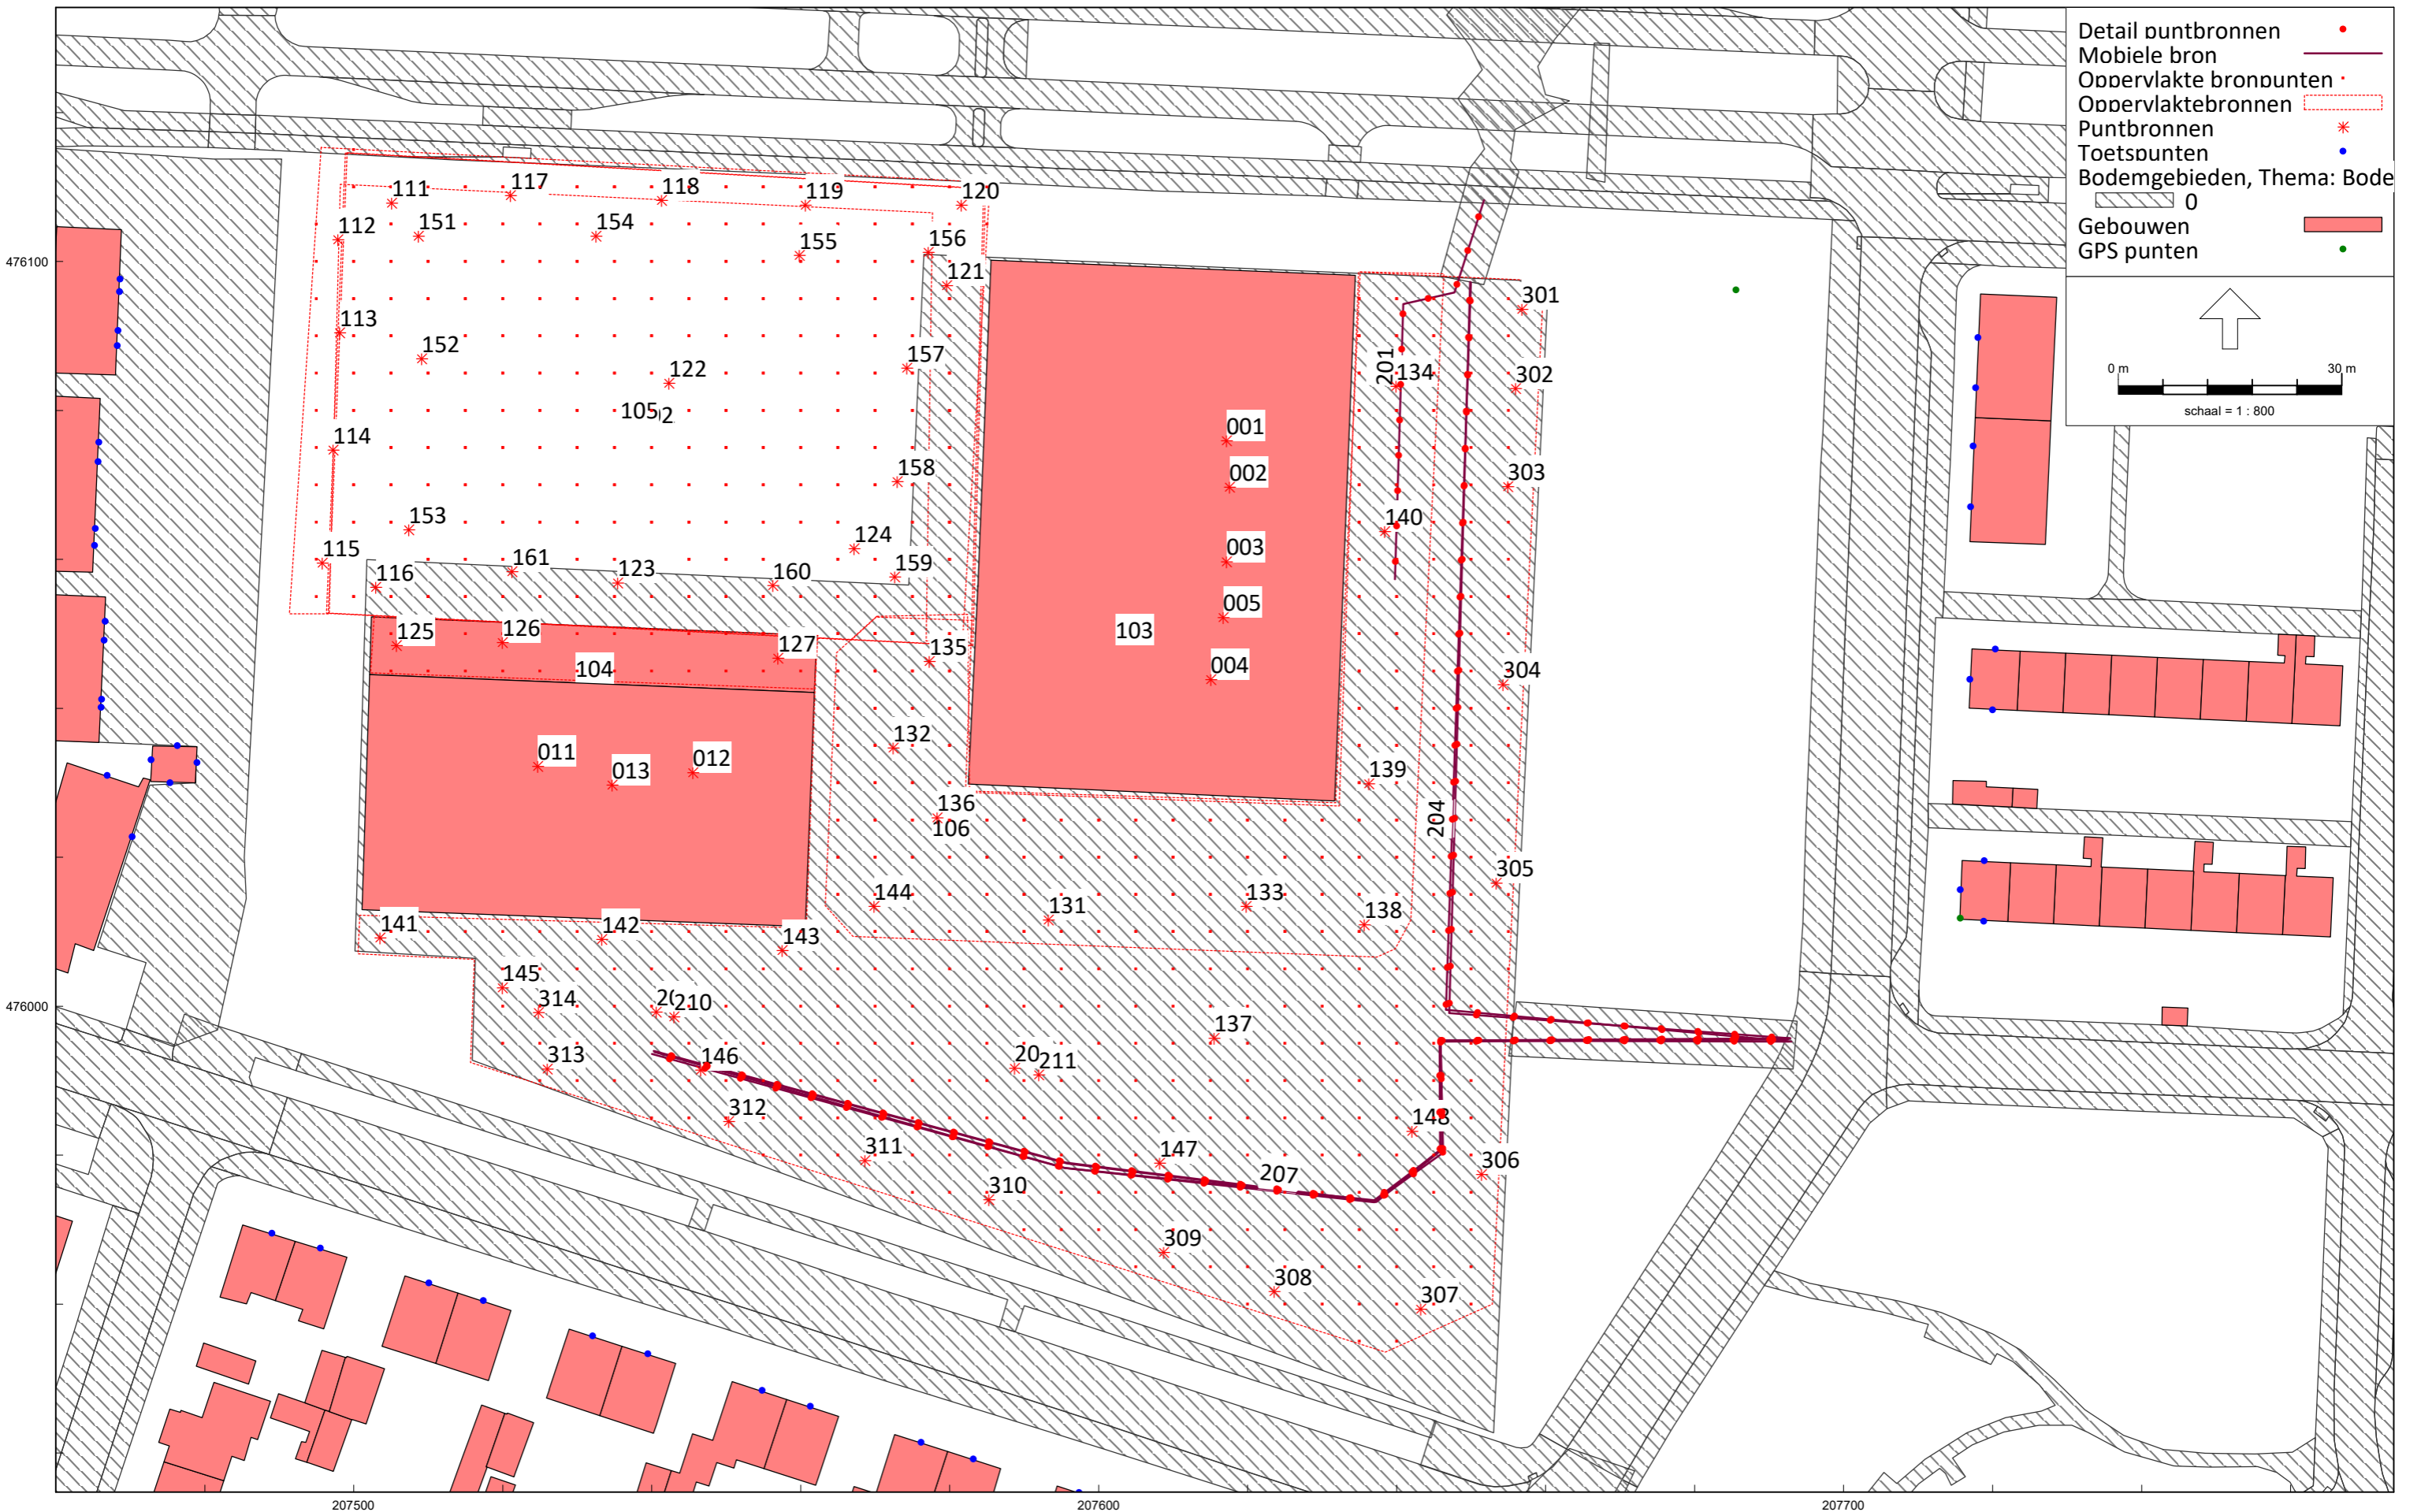 Detail puntbronnen
Mobiele bron
Oppervlakte bronpunten
Oppervlaktebronnen
Puntbronnen
Toetspunten
Bodemgebieden, Thema: Bode
0
Gebouwen
GPS punten
0 m 30 m
schaal = 1 : 800
111 117 118 119 120
112 151 154 155 156
476100
121
301
113
152 122 157 201 134 302
105 2
001
114
002
158 303
153 140
124 003
115 161 123 160 159
116
005
125 126 127 135 103
104 004 304
132
011 013 012 139
136
106 204
305
144 131 133 138
141 142 143
145
314 20 210
476000
137
313 146 20 211
312 148
311 147 306
310 207
309
308 307
207500 207600 207700